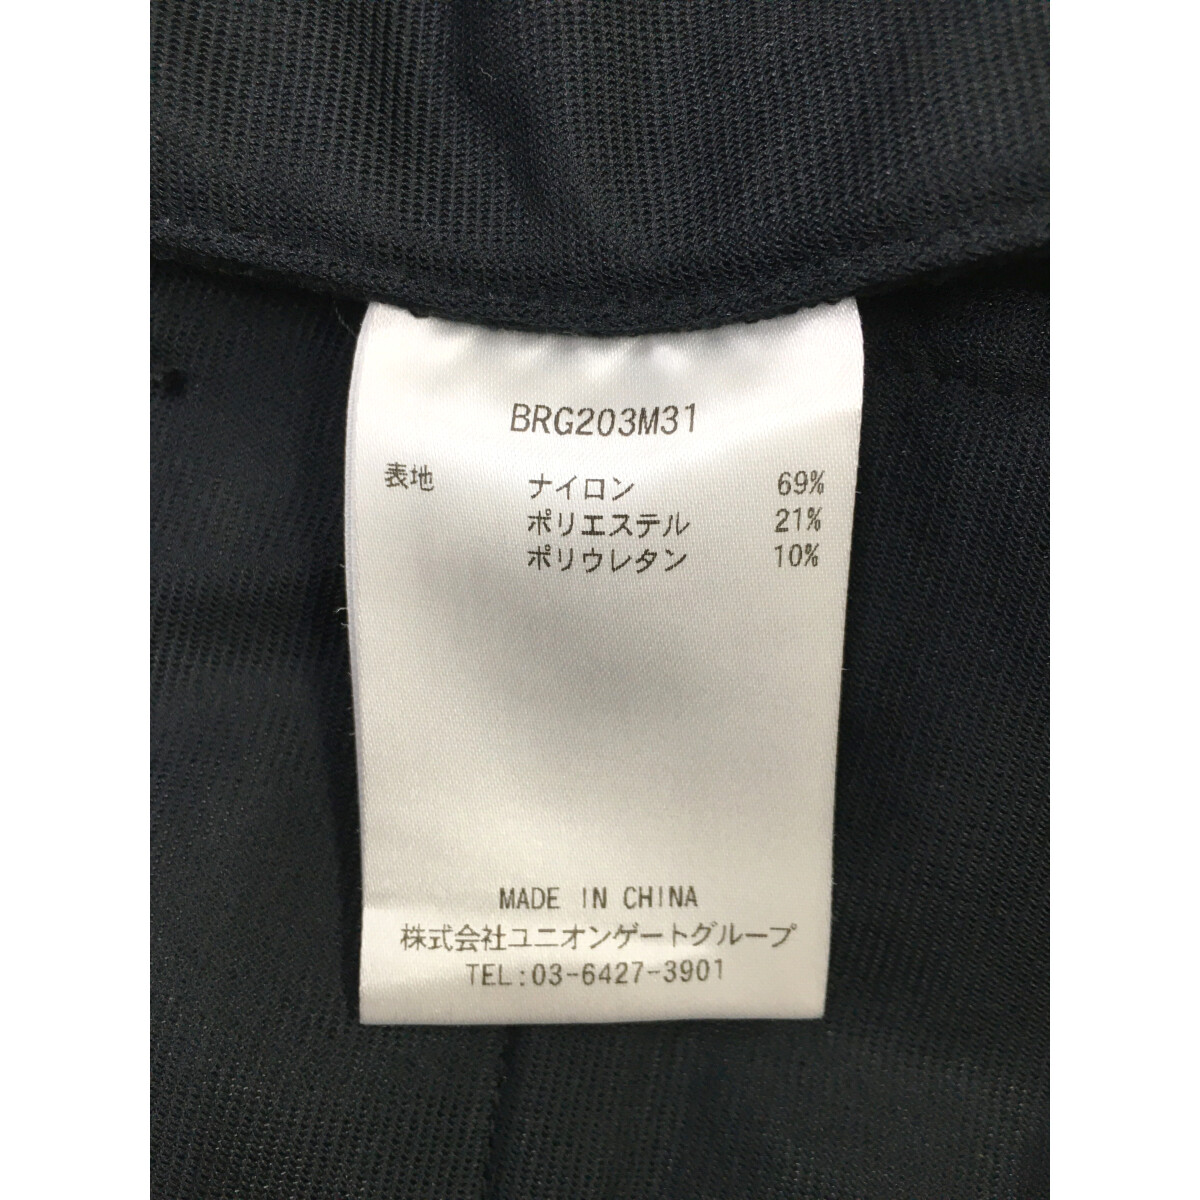 BRG203M31
表地 ナイロン 69%
ポリエステル 21%
ポリウレタン 10%
MADE IN CHINA
株式会社ユニオンゲートグループ
TEL:03-6427-3901